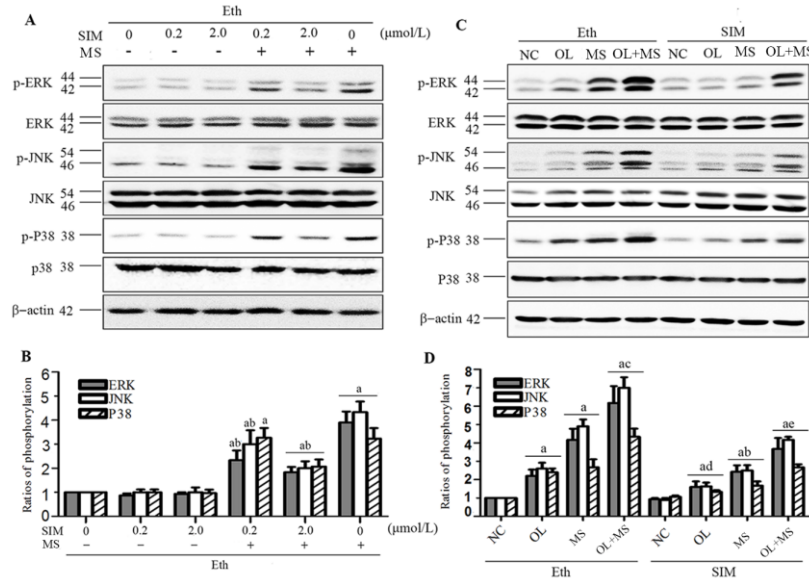 A
Eth
SIM 0 0.2 2.0 0.2 2.0 0 (μmol/L)
MS - - - + + +
p-ERK 44
42
ERK 44
42
p-JNK 54
46
JNK 54
46
p-P38 38
p38 38
β-actin 42
B
Ratios of phosphorylation
6
5
4
3
2
1
0
ERK
JNK
P38
ab ab a
ab
a
SIM 0 0.2 2.0 0.2 2.0 0 (μmol/L)
MS − − − + + +
Eth
C
Eth SIM
NC OL MS OL+MS NC OL MS OL+MS
p-ERK 44
42
ERK 44
42
p-JNK 54
46
JNK 54
46
p-P38 38
P38 38
β-actin 42
D
Ratios of phosphorylation
8
7
6
5
4
3
2
1
0
ERK
JNK
P38
a
a
ac
ad
ab
ae
NC OL MS OL+MS NC OL MS OL+MS
Eth SIM